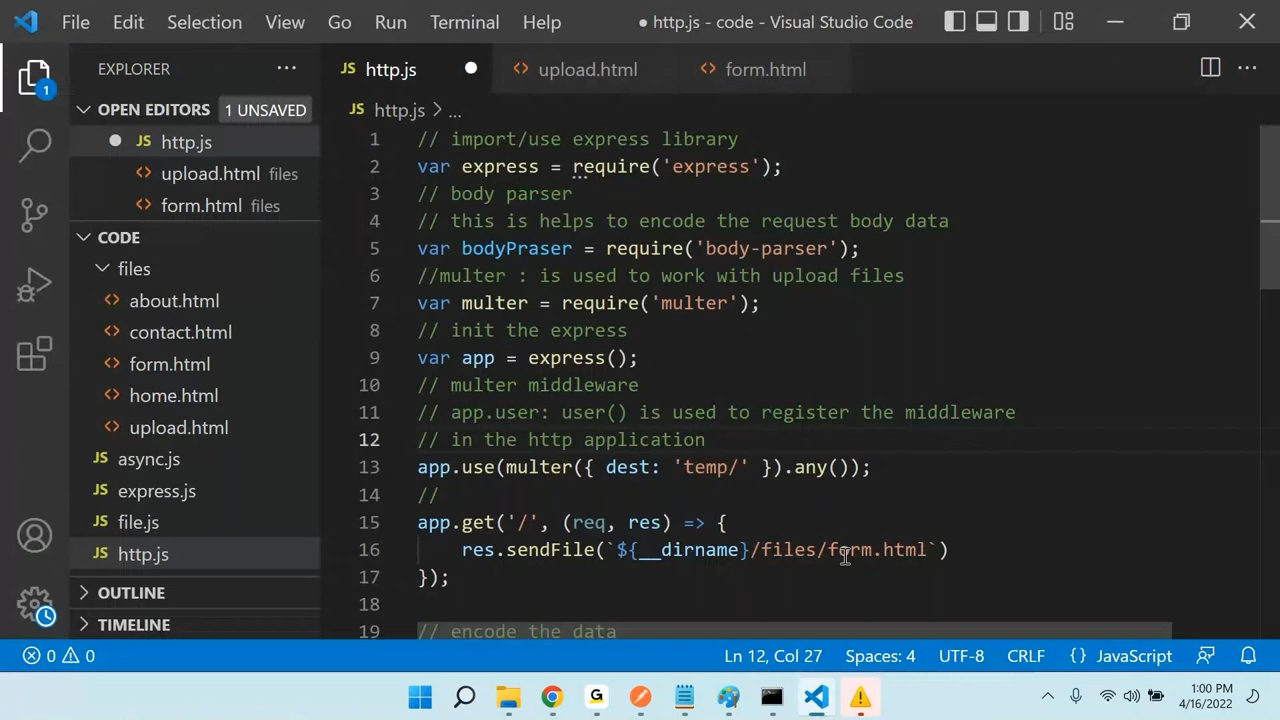 File Edit Selection View Go Run Terminal Help ● http.js - code - Visual Studio Code
EXPLORER ···
JS http.js ● <> upload.html <> form.html ···
OPEN EDITORS 1 UNSAVED
JS http.js > ...
● JS http.js
<> upload.html files
<> form.html files
CODE
files
<> about.html
<> contact.html
<> form.html
<> home.html
<> upload.html
JS async.js
JS express.js
JS file.js
JS http.js
OUTLINE
TIMELINE
1
1 // import/use express library
2 var express = require('express');
3 // body parser
4 // this is helps to encode the request body data
5 var bodyPraser = require('body-parser');
6 //multer : is used to work with upload files
7 var multer = require('multer');
8 // init the express
9 var app = express();
10 // multer middleware
11 // app.user: user() is used to register the middleware
12 // in the http application
13 app.use(multer({ dest: 'temp/' }).any());
14 //
15 app.get('/', (req, res) => {
16 res.sendFile(`${__dirname}/files/form.html`)
17 });
18
19 // encode the data
0 0 Ln 12, Col 27 Spaces: 4 UTF-8 CRLF {} JavaScript
G
1:00 PM
4/16/2022